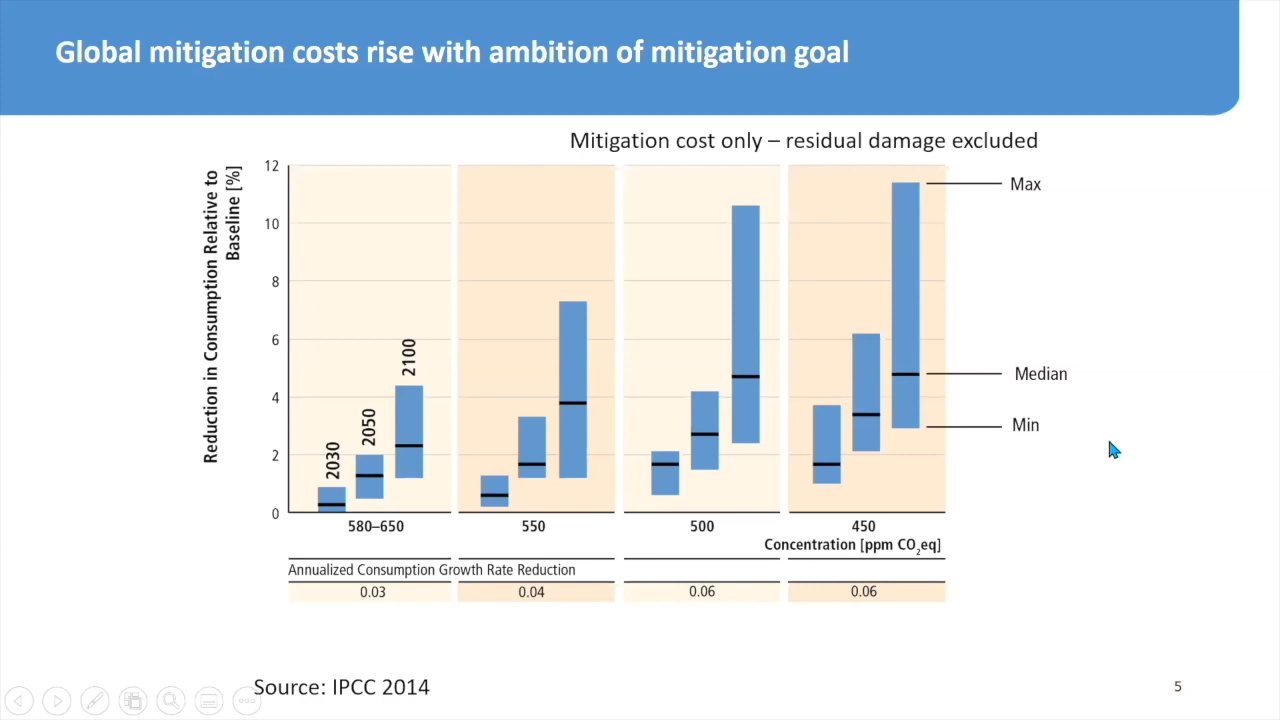 Global mitigation costs rise with ambition of mitigation goal
Mitigation cost only – residual damage excluded
Reduction in Consumption Relative to
Baseline [%]
12
10
8
6
4
2
0
2030
2050
2100
Max
Median
Min
580–650
550
500
450
Concentration [ppm CO₂eq]
Annualized Consumption Growth Rate Reduction
0.03
0.04
0.06
0.06
Source: IPCC 2014
5